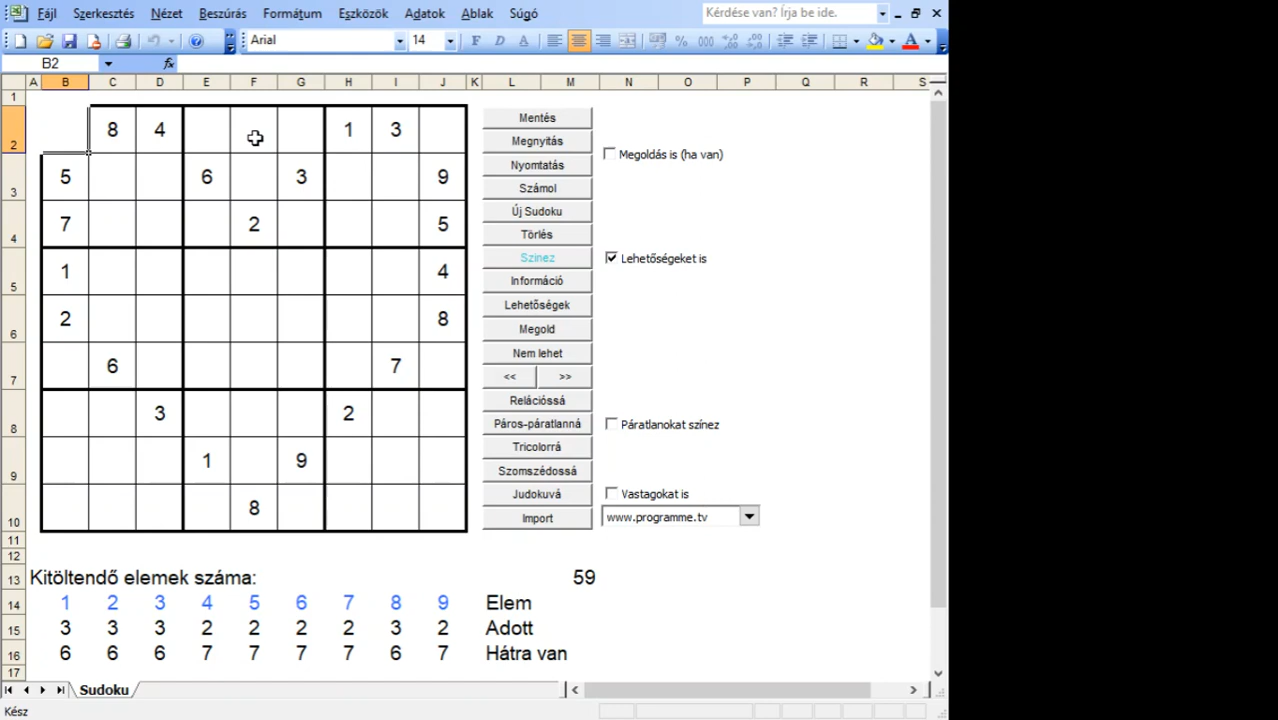 Fájl Szerkesztés Nézet Beszúrás Formátum Eszközök Adatok Ablak Súgó Kérdése van? Írja be ide.
Arial 14 F D A % 000 A
B2 fx
A B C D E F G H I J K L M N O P Q R S
1
2 8 4 1 3
3 5 6 3 9
4 7 2 5
5 1 4
6 2 8
7 6 7
8 3 2
9 1 9
10 8
11
12
Mentés
Megnyitás
Megoldás is (ha van)
Nyomtatás
Számol
Új Sudoku
Törlés
Szinez Lehetőségeket is
Információ
Lehetőségek
Megold
Nem lehet
<< >>
Relációssá
Páros-páratlanná Páratlanokat színez
Tricolorrá
Szomszédossá
Judokuvá Vastagokat is
Import www.programme.tv
13 Kitöltendő elemek száma: 59
14 1 2 3 4 5 6 7 8 9 Elem
15 3 3 3 2 2 2 2 3 2 Adott
16 6 6 6 7 7 7 7 6 7 Hátra van
17
Sudoku
Kész